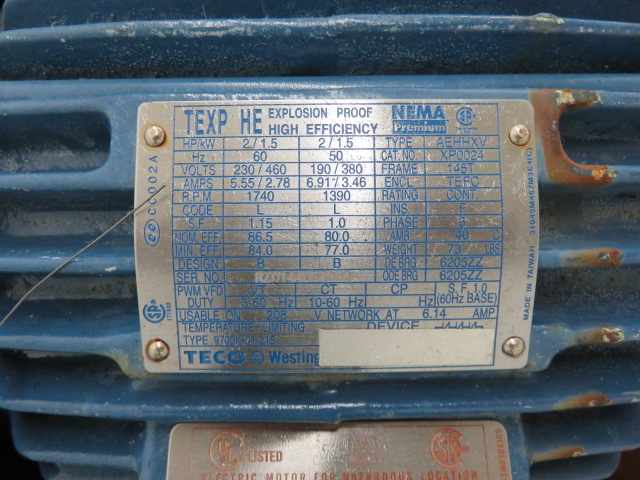 TEXP HE EXPLOSION PROOF HIGH EFFICIENCY NEMA Premium
HP/kW 2 / 1.5 2 / 1.5 TYPE AEHHXV
Hz 60 50 CAT. NO. XP0024
VOLTS 230 / 460 190 / 380 FRAME 145T
AMPS 5.55 / 2.78 6.91 / 3.46 ENCL. TEFC
R.P.M. 1740 1390 RATING CONT
CODE L L INS. F
S.F. 1.15 1.0 PHASE 3
NOM. EFF 86.5 80.0 AMB 40 °C
MIN EFF 84.0 77.0 WEIGHT 73 LBS
DESIGN B B DE BRG 6205ZZ
SER NO. ODE BRG 6205ZZ
PWM VFD VT CT CP S.F. 1.0
DUTY 3-60 Hz 10-60 Hz Hz (60Hz BASE)
USABLE ON 208 V NETWORK AT 6.14 AMP
TEMPERATURE LIMITING DEVICE
TYPE
TECO Westing
CC002A
MADE IN TAIWAN
UL LISTED
ELECTRIC MOTOR FOR HAZARDOUS LOCATION